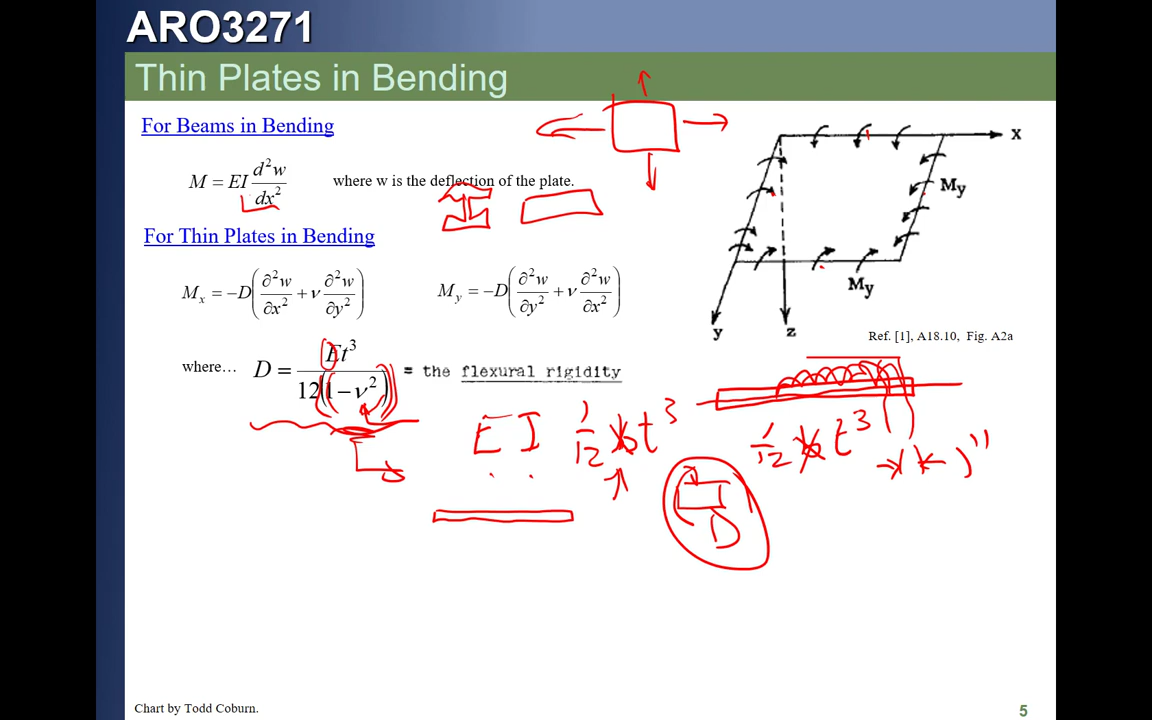 ARO3271
Thin Plates in Bending
For Beams in Bending
M = EI d²w/dx² where w is the deflection of the plate.
For Thin Plates in Bending
Mₓ = −D(∂²w/∂x² + ν ∂²w/∂y²) M_y = −D(∂²w/∂y² + ν ∂²w/∂x²)
where… D = Et³/12(1 − ν²) = the flexural rigidity
x
My
My
y z
Ref. [1], A18.10, Fig. A2a
E I 1/12 b t³
1/12 b t³
1"
D
Chart by Todd Coburn.
5